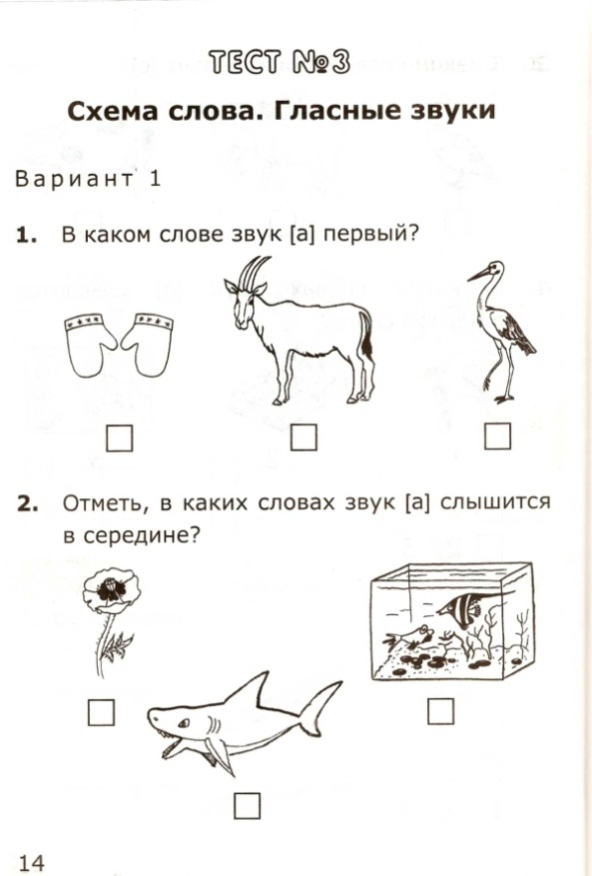 ТЕСТ №3
Схема слова. Гласные звуки
Вариант 1
1. В каком слове звук [а] первый?
2. Отметь, в каких словах звук [а] слышится
в середине?
14